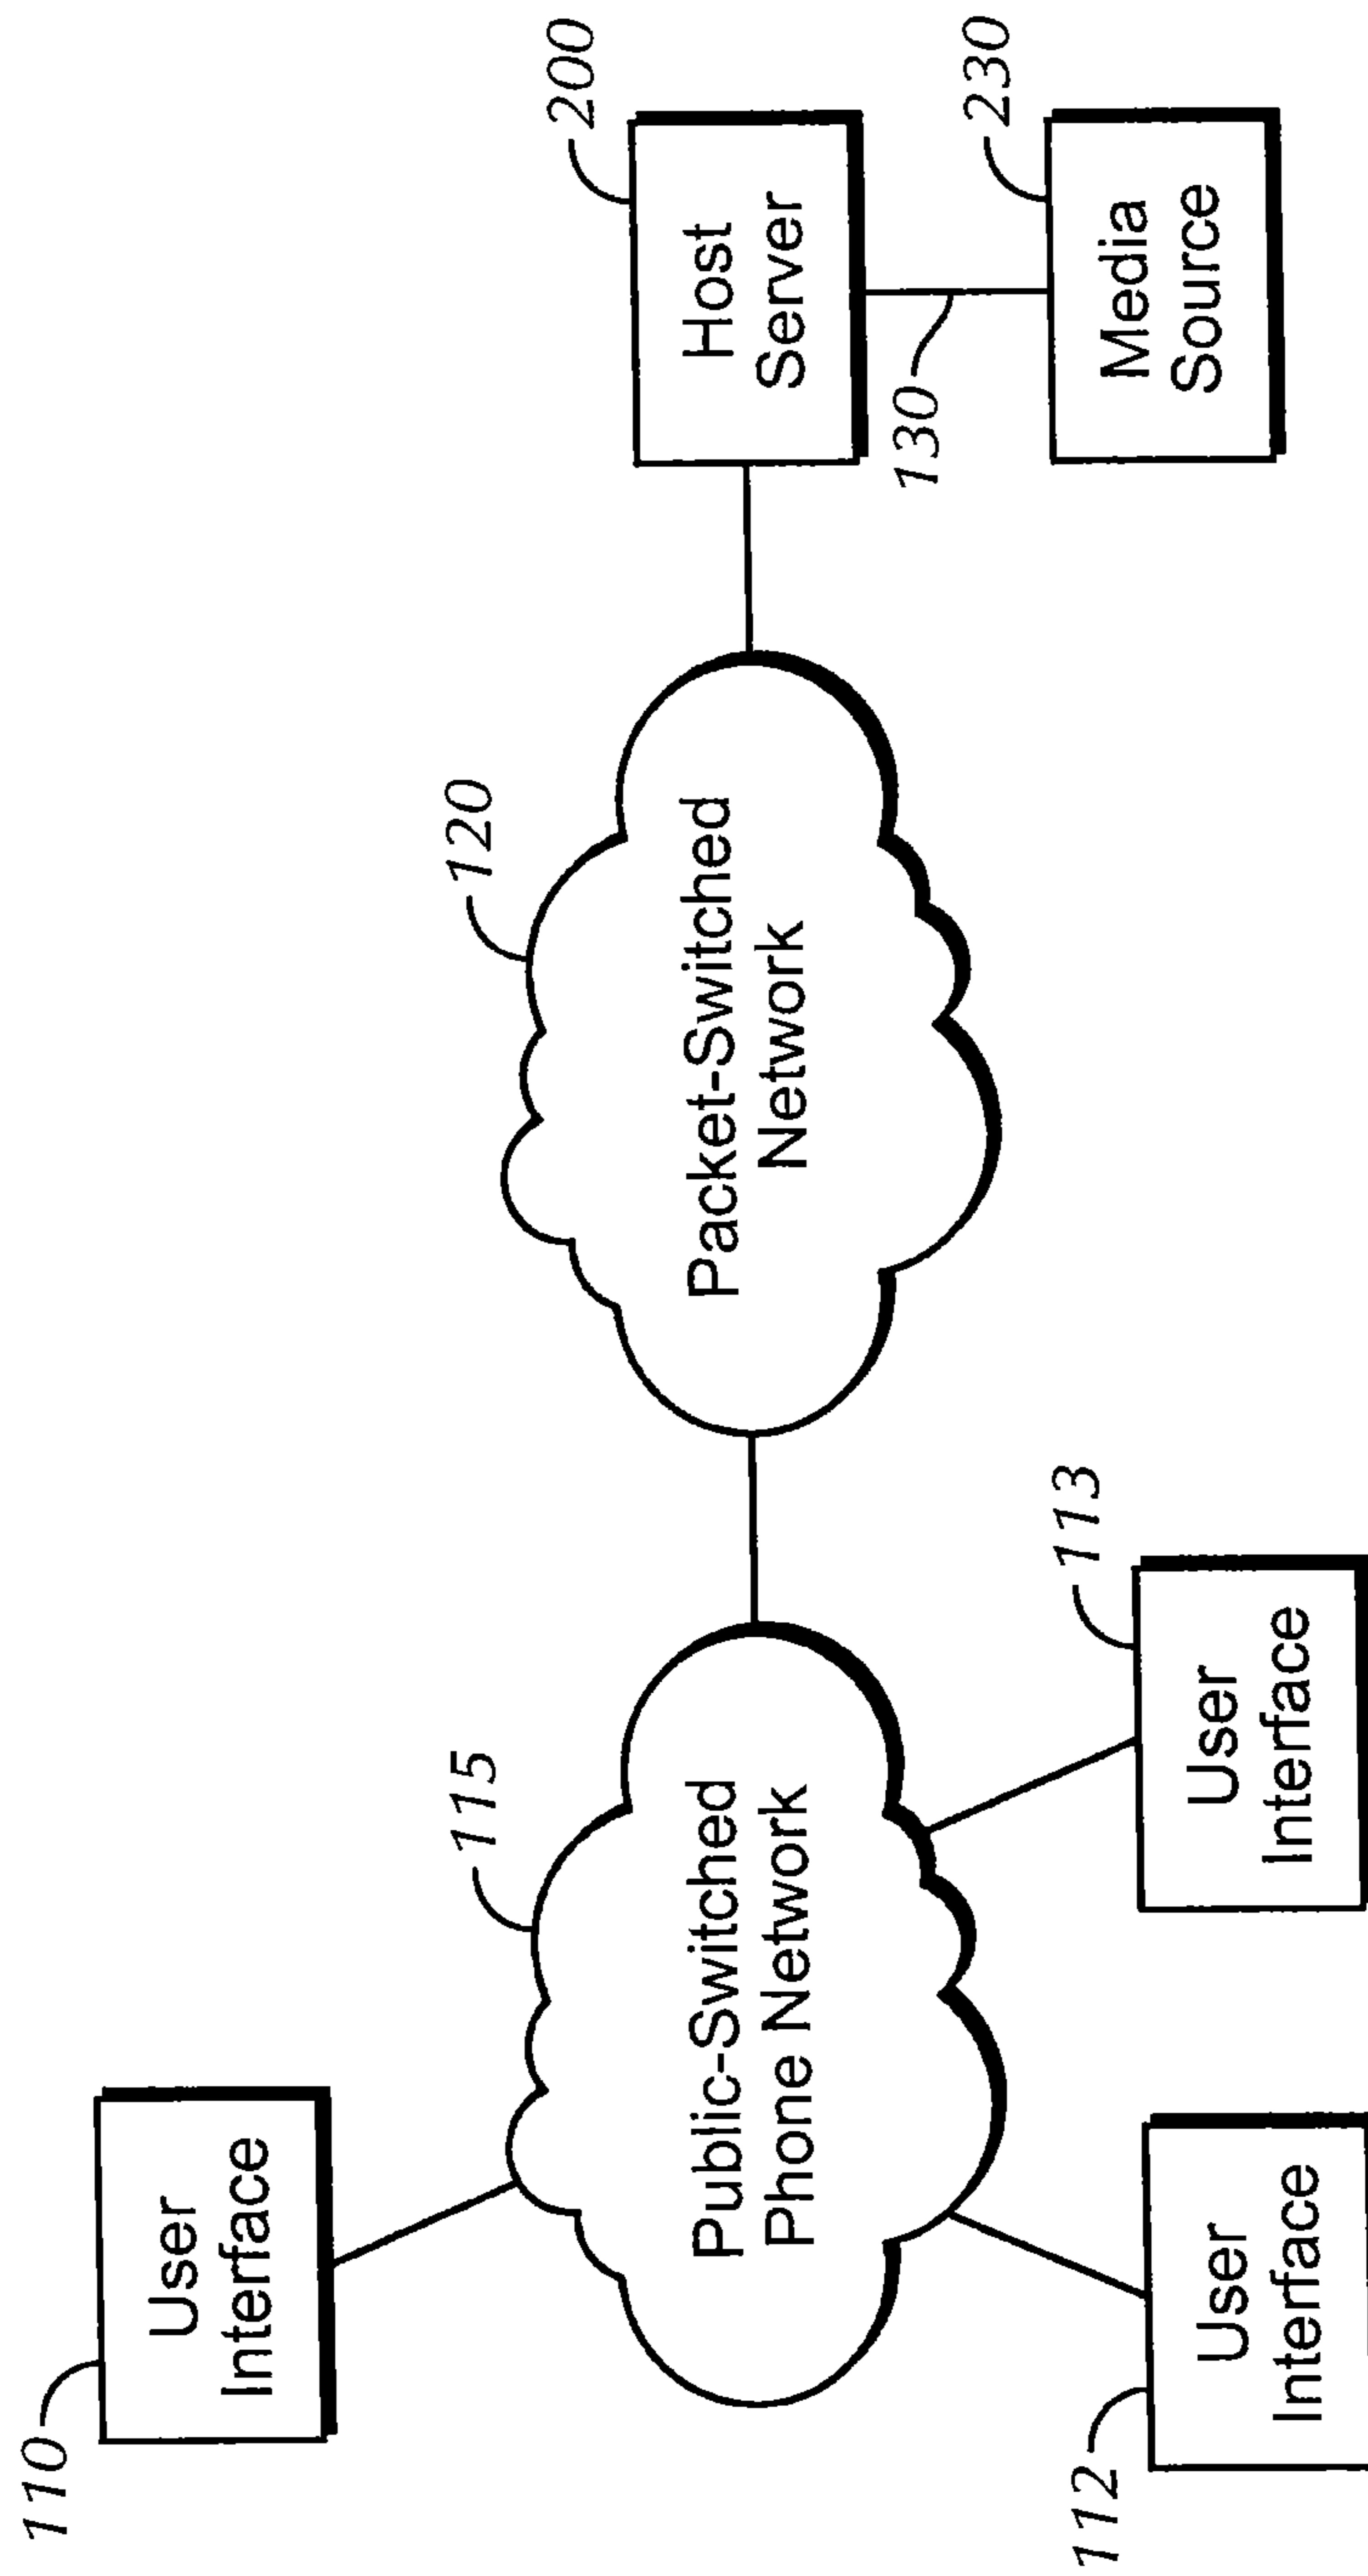 110
User
Interface
115
Public-Switched
Phone Network
112
User
Interface
113
User
Interface
120
Packet-Switched
Network
200
Host
Server
130
230
Media
Source